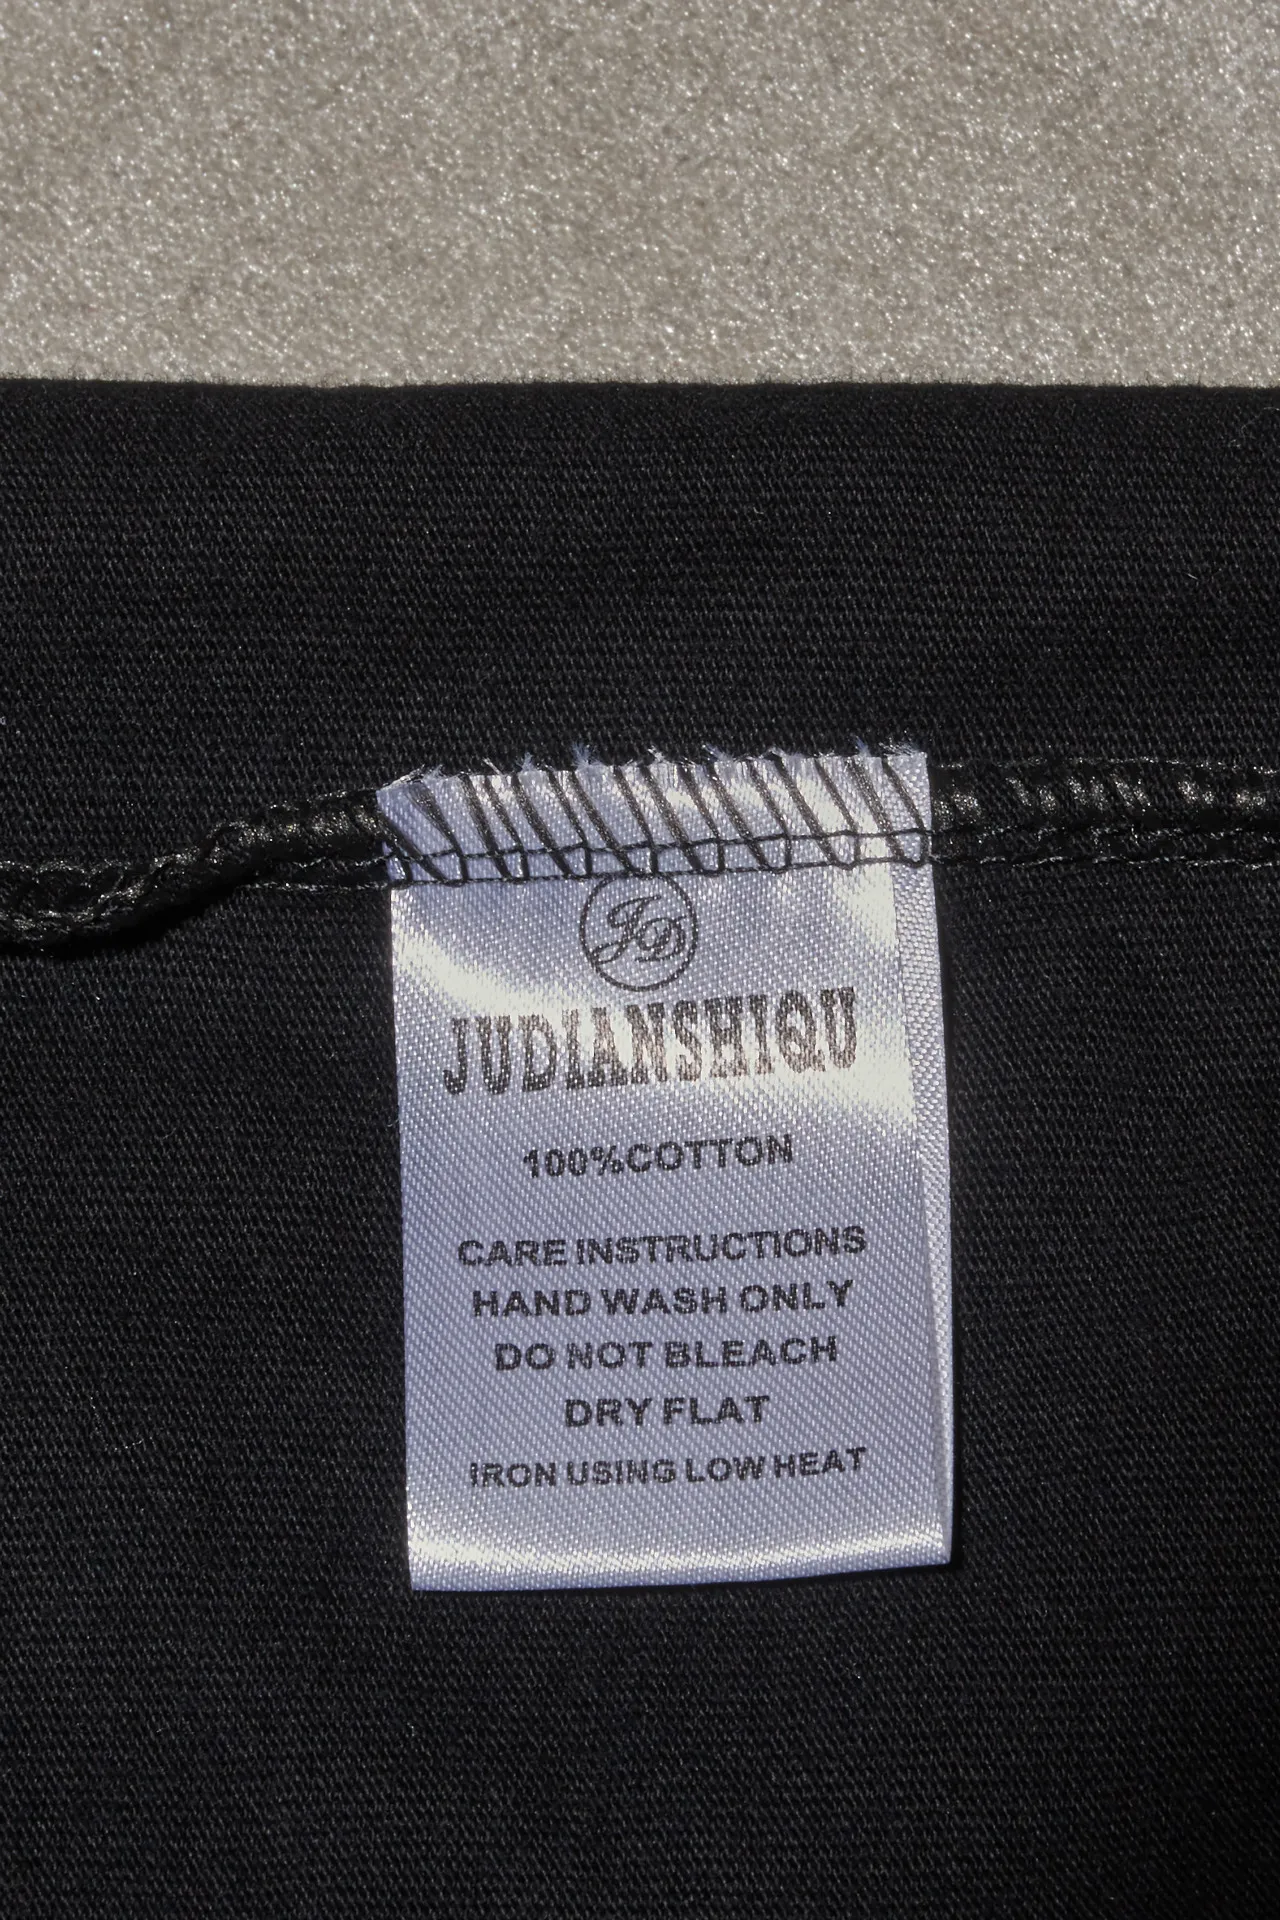 JD
JUDIANSHIQU
100%COTTON
CARE INSTRUCTIONS
HAND WASH ONLY
DO NOT BLEACH
DRY FLAT
IRON USING LOW HEAT